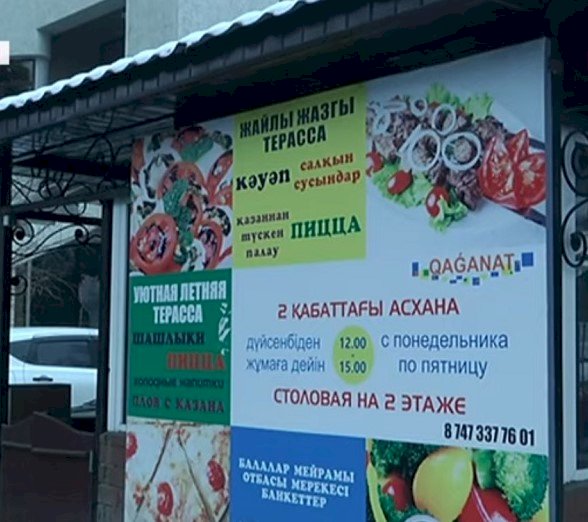 ЖАЙЛЫ ЖАЗҒЫ
ТЕРАССА
кәуәп
салқын
сусындар
қазаннан
түскен
палау
ПИЦЦА
QAǴANAT
УЮТНАЯ ЛЕТНЯЯ
ТЕРАССА
ШАШЛЫКИ
ПИЦЦА
холодные напитки
ПЛОВ С КАЗАНА
2 ҚАБАТТАҒЫ АСХАНА
дүйсенбіден 12.00 с понедельника
жұмаға дейін - 15.00 по пятницу
СТОЛОВАЯ НА 2 ЭТАЖЕ
8 747 337 76 01
БАЛАЛАР МЕЙРАМЫ
ОТБАСЫ МЕРЕКЕСІ
БАНКЕТТЕР